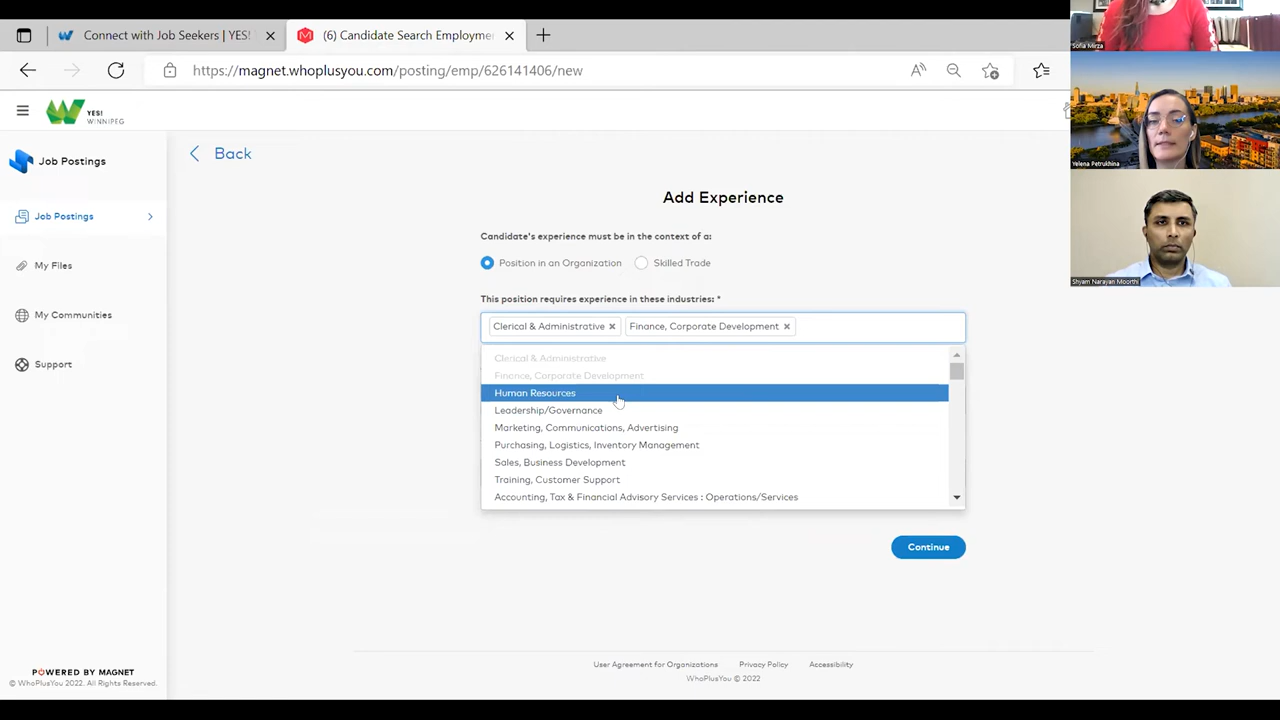 Connect with Job Seekers | YES!
(6) Candidate Search Employme
https://magnet.whoplusyou.com/posting/emp/626141406/new
YES!
WINNIPEG
Job Postings
Job Postings
My Files
My Communities
Support
POWERED BY MAGNET
© WhoPlusYou 2022. All Rights Reserved.
Back
Add Experience
Candidate's experience must be in the context of a:
Position in an Organization Skilled Trade
This position requires experience in these industries: *
Clerical & Administrative × Finance, Corporate Development ×
Clerical & Administrative
Finance, Corporate Development
Human Resources
Leadership/Governance
Marketing, Communications, Advertising
Purchasing, Logistics, Inventory Management
Sales, Business Development
Training, Customer Support
Accounting, Tax & Financial Advisory Services : Operations/Services
Continue
User Agreement for Organizations Privacy Policy Accessibility
WhoPlusYou © 2022
Sofia Mirza
Yelena Petrukhina
Shyam Narayan Moorthi